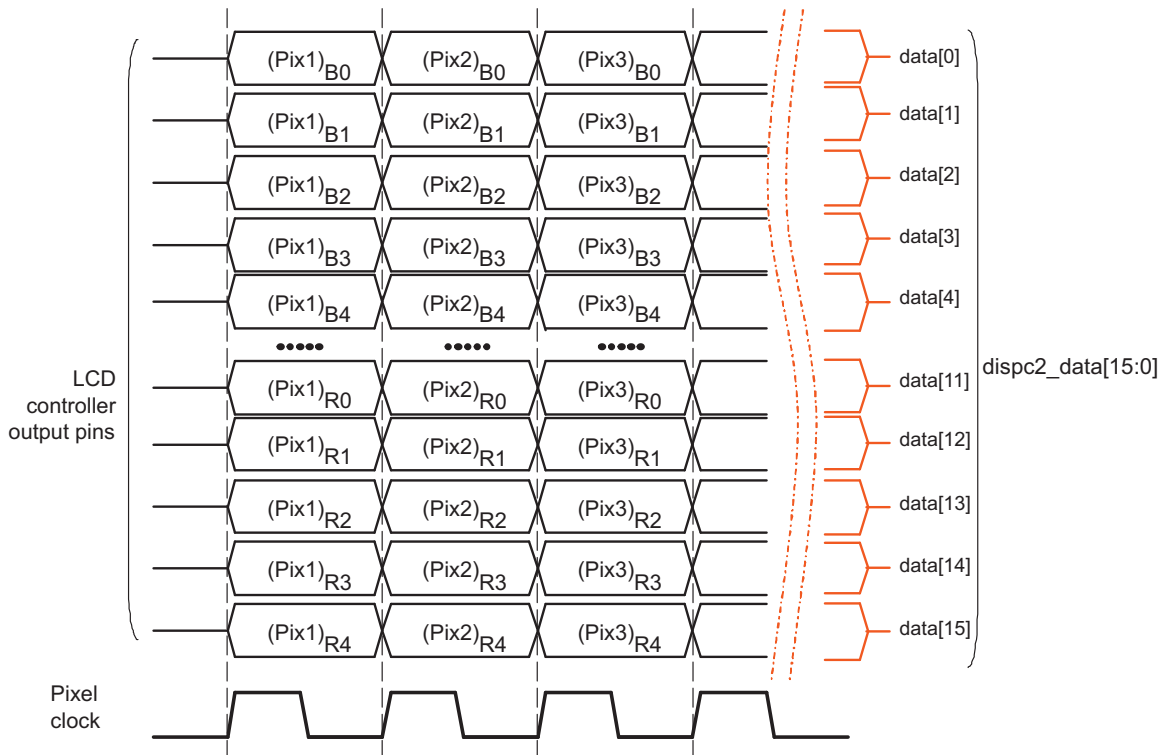 (Pix1)B0 (Pix2)B0 (Pix3)B0 data[0]
(Pix1)B1 (Pix2)B1 (Pix3)B1 data[1]
(Pix1)B2 (Pix2)B2 (Pix3)B2 data[2]
(Pix1)B3 (Pix2)B3 (Pix3)B3 data[3]
(Pix1)B4 (Pix2)B4 (Pix3)B4 data[4]
LCD
controller
output pins
(Pix1)R0 (Pix2)R0 (Pix3)R0 data[11]
dispc2_data[15:0]
(Pix1)R1 (Pix2)R1 (Pix3)R1 data[12]
(Pix1)R2 (Pix2)R2 (Pix3)R2 data[13]
(Pix1)R3 (Pix2)R3 (Pix3)R3 data[14]
(Pix1)R4 (Pix2)R4 (Pix3)R4 data[15]
Pixel
clock